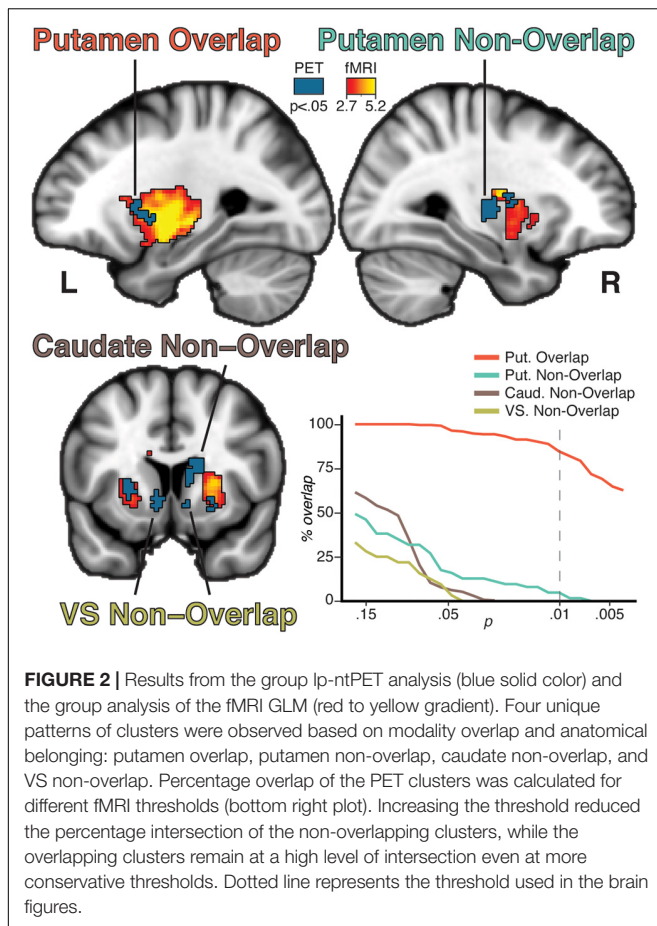 Putamen Overlap
Putamen Non-Overlap
PET
fMRI
p<.05
2.7 5.2
L
R
Caudate Non-Overlap
VS Non-Overlap
Put. Overlap
Put. Non-Overlap
Caud. Non-Overlap
VS. Non-Overlap
100
75
50
25
0
% overlap
.15
.05
.01
.005
p
FIGURE 2 | Results from the group lp-ntPET analysis (blue solid color) and
the group analysis of the fMRI GLM (red to yellow gradient). Four unique
patterns of clusters were observed based on modality overlap and anatomical
belonging: putamen overlap, putamen non-overlap, caudate non-overlap, and
VS non-overlap. Percentage overlap of the PET clusters was calculated for
different fMRI thresholds (bottom right plot). Increasing the threshold reduced
the percentage intersection of the non-overlapping clusters, while the
overlapping clusters remain at a high level of intersection even at more
conservative thresholds. Dotted line represents the threshold used in the brain
figures.